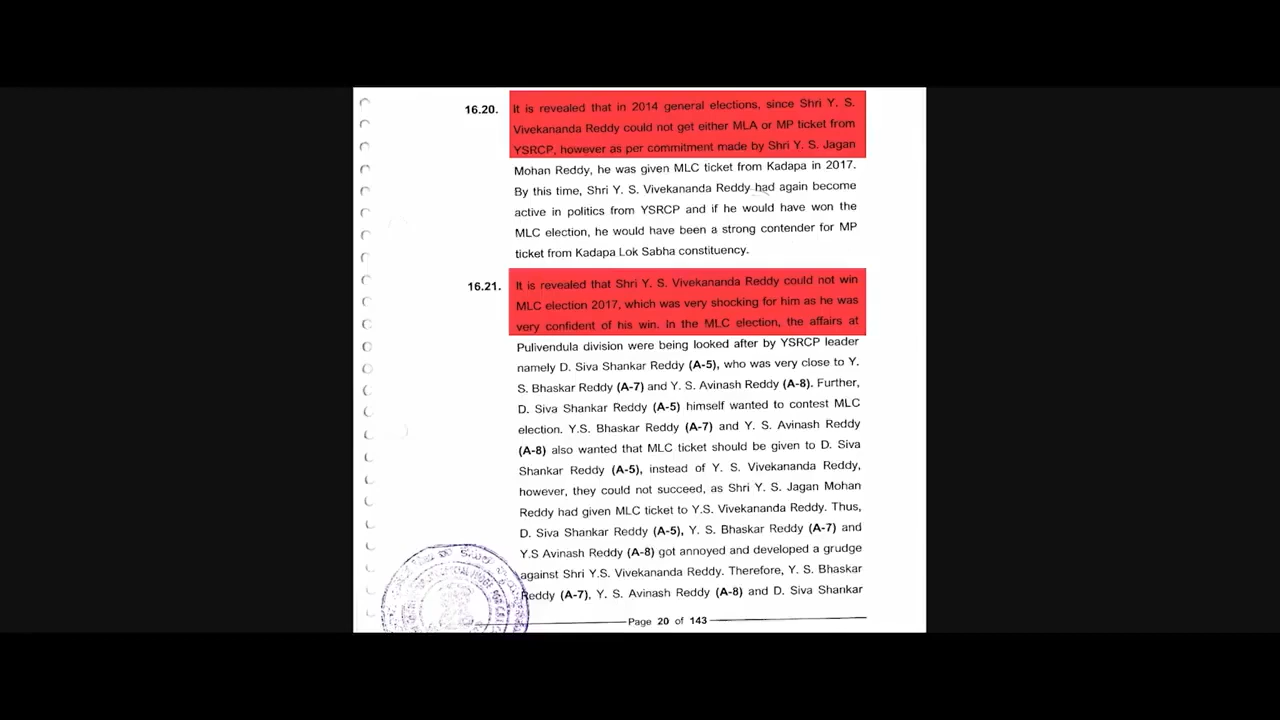 16.20. It is revealed that in 2014 general elections, since Shri Y. S.
Vivekananda Reddy could not get either MLA or MP ticket from
YSRCP, however as per commitment made by Shri Y. S. Jagan
Mohan Reddy, he was given MLC ticket from Kadapa in 2017.
By this time, Shri Y. S. Vivekananda Reddy had again become
active in politics from YSRCP and if he would have won the
MLC election, he would have been a strong contender for MP
ticket from Kadapa Lok Sabha constituency.
16.21. It is revealed that Shri Y. S. Vivekananda Reddy could not win
MLC election 2017, which was very shocking for him as he was
very confident of his win. In the MLC election, the affairs at
Pulivendula division were being looked after by YSRCP leader
namely D. Siva Shankar Reddy (A-5), who was very close to Y.
S. Bhaskar Reddy (A-7) and Y. S. Avinash Reddy (A-8). Further,
D. Siva Shankar Reddy (A-5) himself wanted to contest MLC
election. Y.S. Bhaskar Reddy (A-7) and Y. S. Avinash Reddy
(A-8) also wanted that MLC ticket should be given to D. Siva
Shankar Reddy (A-5), instead of Y. S. Vivekananda Reddy,
however, they could not succeed, as Shri Y. S. Jagan Mohan
Reddy had given MLC ticket to Y.S. Vivekananda Reddy. Thus,
D. Siva Shankar Reddy (A-5), Y. S. Bhaskar Reddy (A-7) and
Y.S Avinash Reddy (A-8) got annoyed and developed a grudge
against Shri Y.S. Vivekananda Reddy. Therefore, Y. S. Bhaskar
Reddy (A-7), Y. S. Avinash Reddy (A-8) and D. Siva Shankar
Page 20 of 143